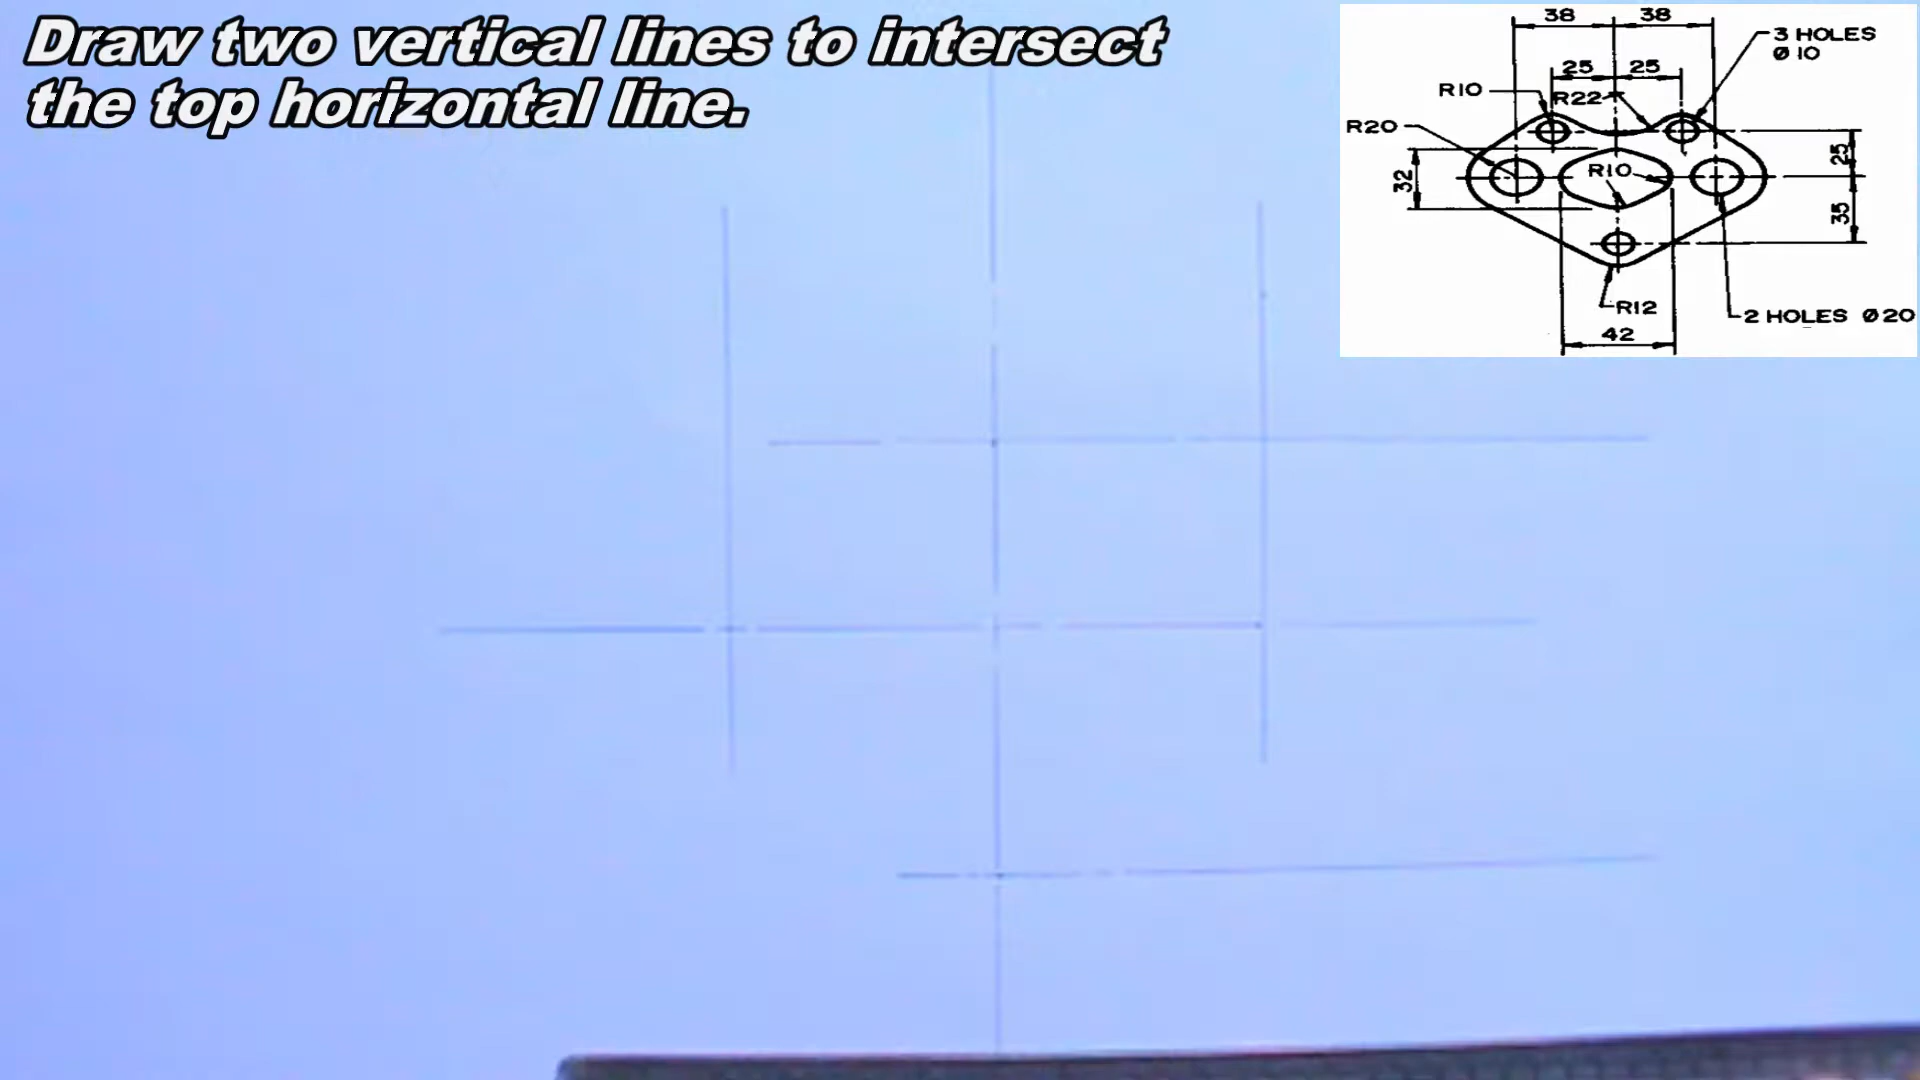 Draw two vertical lines to intersect
the top horizontal line.
38 38
3 HOLES
Ø 10
25 25
R10
R22
R20
25
32
R10
35
R12
2 HOLES Ø20
42